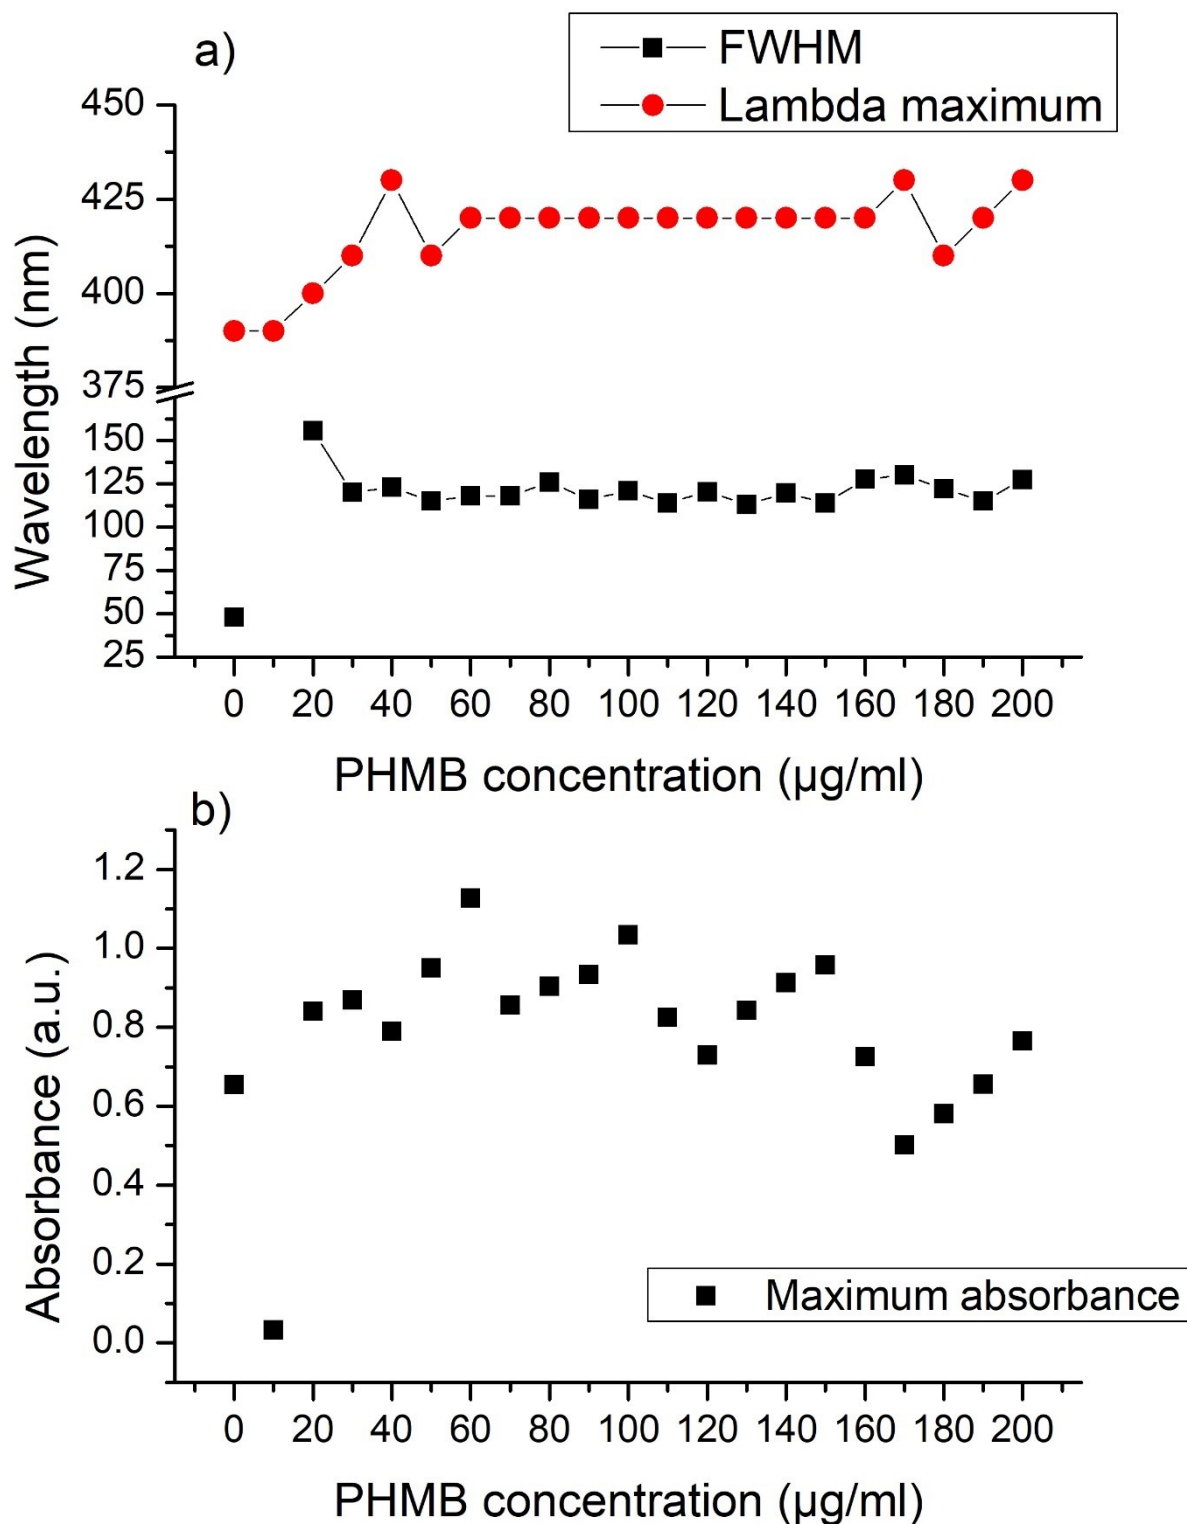 a)
FWHM
Lambda maximum
450
425
400
375
150
125
100
75
50
25
Wavelength (nm)
0 20 40 60 80 100 120 140 160 180 200
PHMB concentration (µg/ml)
b)
1.2
1.0
0.8
0.6
0.4
0.2
0.0
Absorbance (a.u.)
Maximum absorbance
0 20 40 60 80 100 120 140 160 180 200
PHMB concentration (µg/ml)